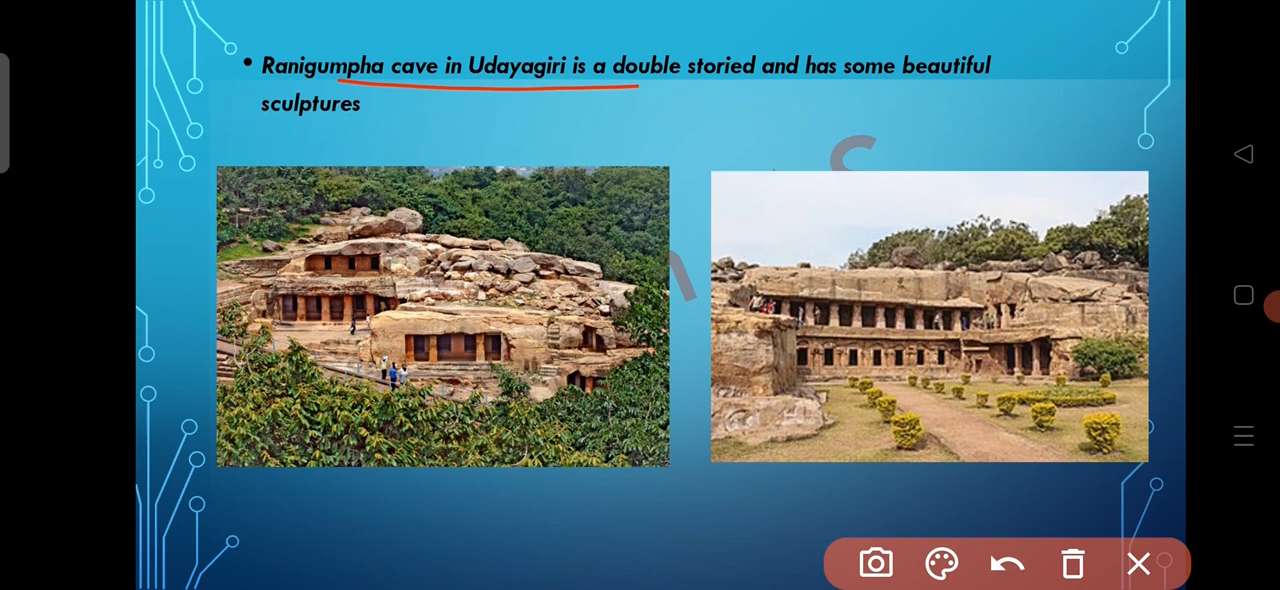 • Ranigumpha cave in Udayagiri is a double storied and has some beautiful
sculptures